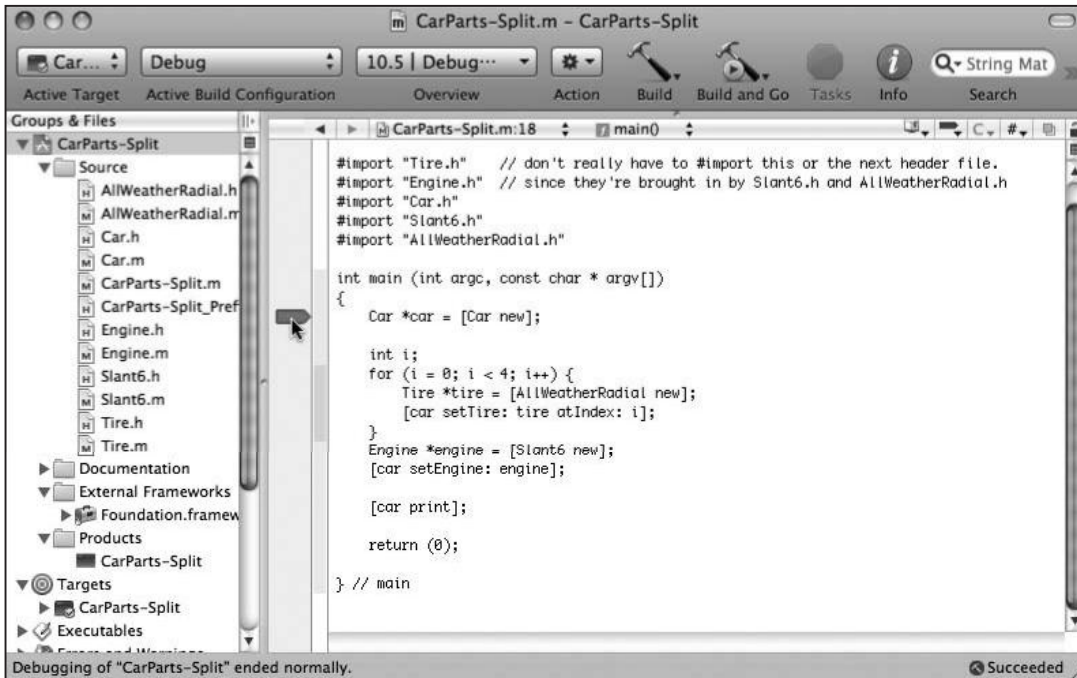 CarParts-Split.m – CarParts-Split
Car...
Debug
10.5 | Debug···
String Mat
Active Target
Active Build Configuration
Overview
Action
Build
Build and Go
Tasks
Info
Search
Groups & Files
CarParts-Split
Source
AllWeatherRadial.h
AllWeatherRadial.m
Car.h
Car.m
CarParts-Split.m
CarParts-Split_Pref
Engine.h
Engine.m
Slant6.h
Slant6.m
Tire.h
Tire.m
Documentation
External Frameworks
Foundation.framew
Products
CarParts-Split
Targets
CarParts-Split
Executables
CarParts-Split.m:18
main()
C
#
#import "Tire.h" // don't really have to #import this or the next header file.
#import "Engine.h" // since they're brought in by Slant6.h and AllWeatherRadial.h
#import "Car.h"
#import "Slant6.h"
#import "AllWeatherRadial.h"
int main (int argc, const char * argv[])
{
Car *car = [Car new];
int i;
for (i = 0; i < 4; i++) {
Tire *tire = [AllWeatherRadial new];
[car setTire: tire atIndex: i];
}
Engine *engine = [Slant6 new];
[car setEngine: engine];
[car print];
return (0);
} // main
Debugging of "CarParts-Split" ended normally.
Succeeded